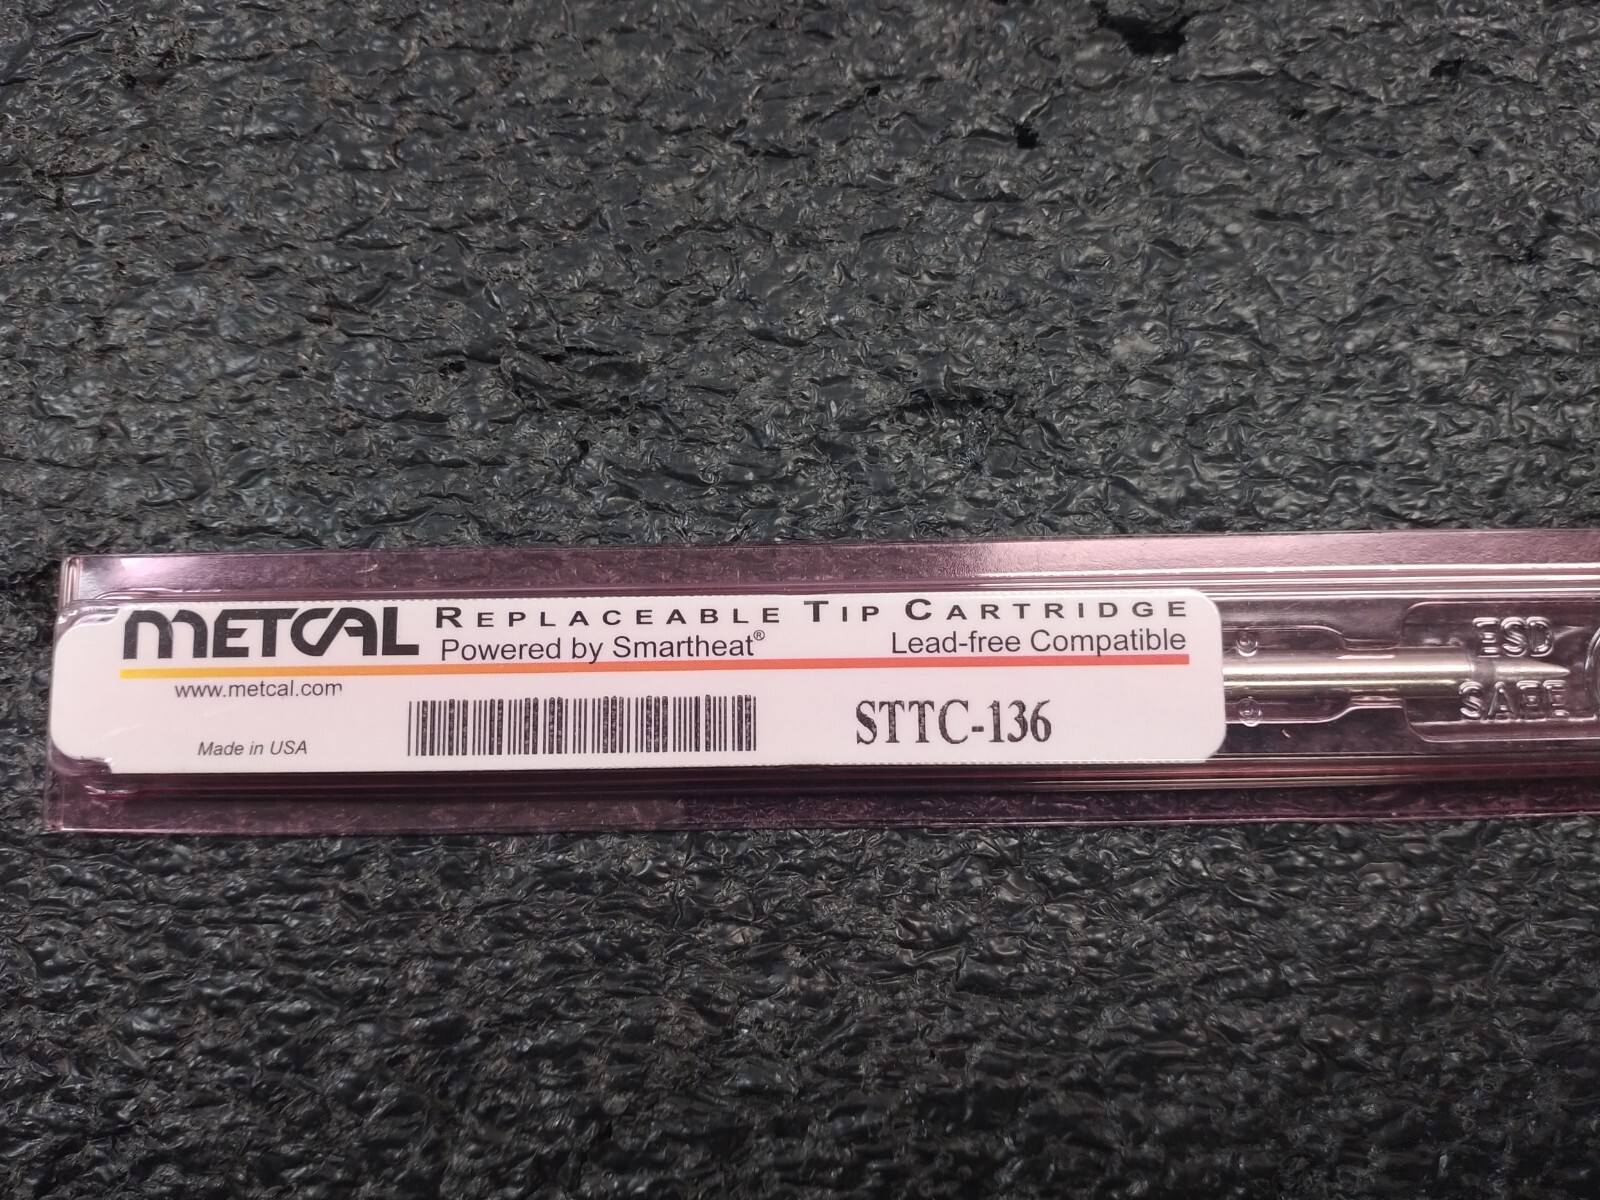 METCAL
REPLACEABLE TIP CARTRIDGE
Powered by Smartheat® Lead-free Compatible
www.metcal.com
Made in USA
STTC-136
ESD
SAFE